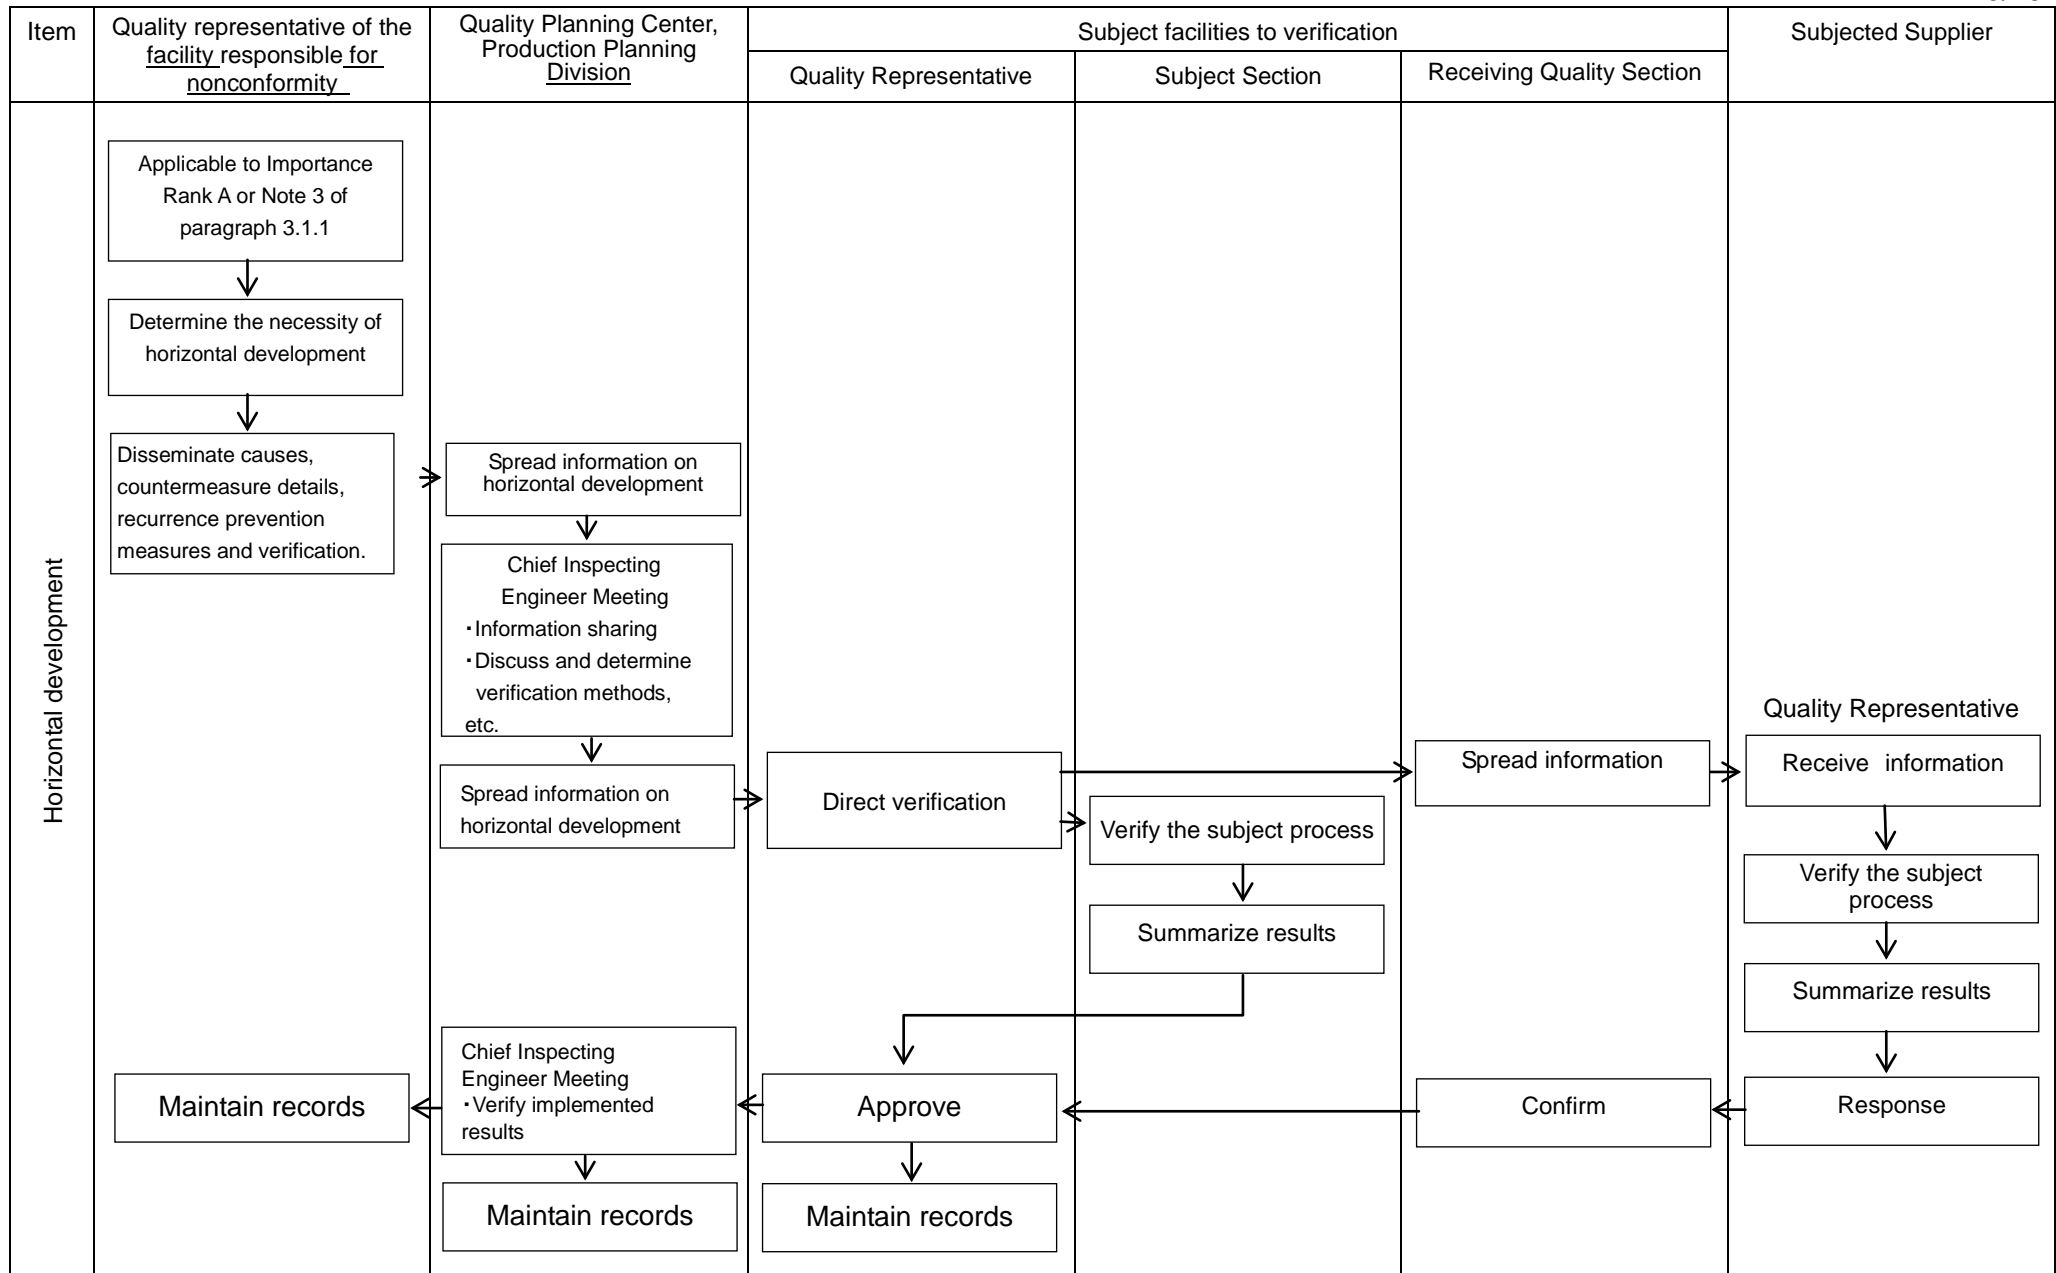 Item
Quality representative of the
facility responsible for
nonconformity
Quality Planning Center,
Production Planning
Division
Subject facilities to verification
Subjected Supplier
Quality Representative
Subject Section
Receiving Quality Section
Horizontal development
Applicable to Importance
Rank A or Note 3 of
paragraph 3.1.1
Determine the necessity of
horizontal development
Disseminate causes,
countermeasure details,
recurrence prevention
measures and verification.
Spread information on
horizontal development
Chief Inspecting
Engineer Meeting
・Information sharing
・Discuss and determine
verification methods,
etc.
Spread information on
horizontal development
Direct verification
Verify the subject process
Summarize results
Spread information
Quality Representative
Receive information
Verify the subject
process
Summarize results
Response
Confirm
Approve
Chief Inspecting
Engineer Meeting
・Verify implemented
results
Maintain records
Maintain records
Maintain records